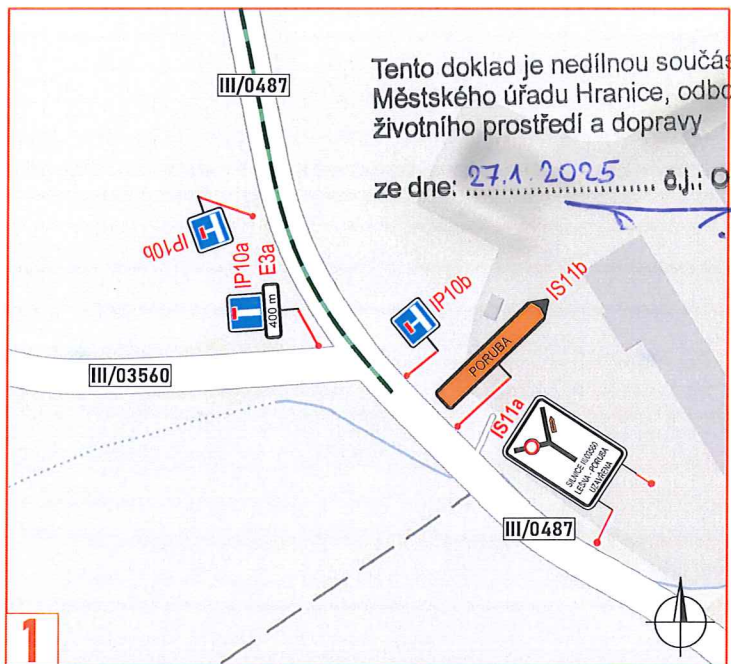 III/0487
Tento doklad je nedílnou součás
Městského úřadu Hranice, odbo
životního prostředí a dopravy
ze dne: 27.1.2025 č.j.: O
IP10b
IP10a
E3a
400 m
IP10b
IS11b
PORUBA
III/03560
IS11a
SILNICE III/03560
LEŠNÁ - PORUBA
UZAVŘENA
III/0487
1